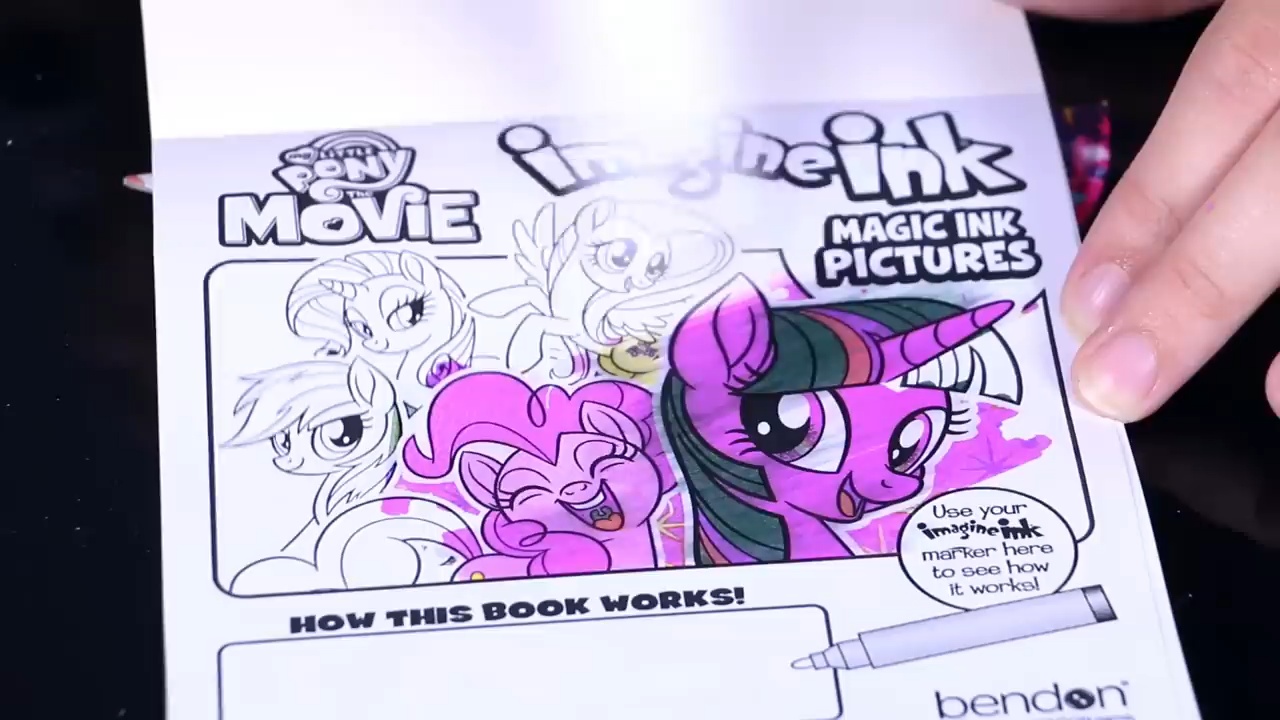 MY LITTLE
PONY
THE
MOVIE
imagine ink
MAGIC INK
PICTURES
Use your
imagine ink
marker here
to see how
it works!
HOW THIS BOOK WORKS!
bendon